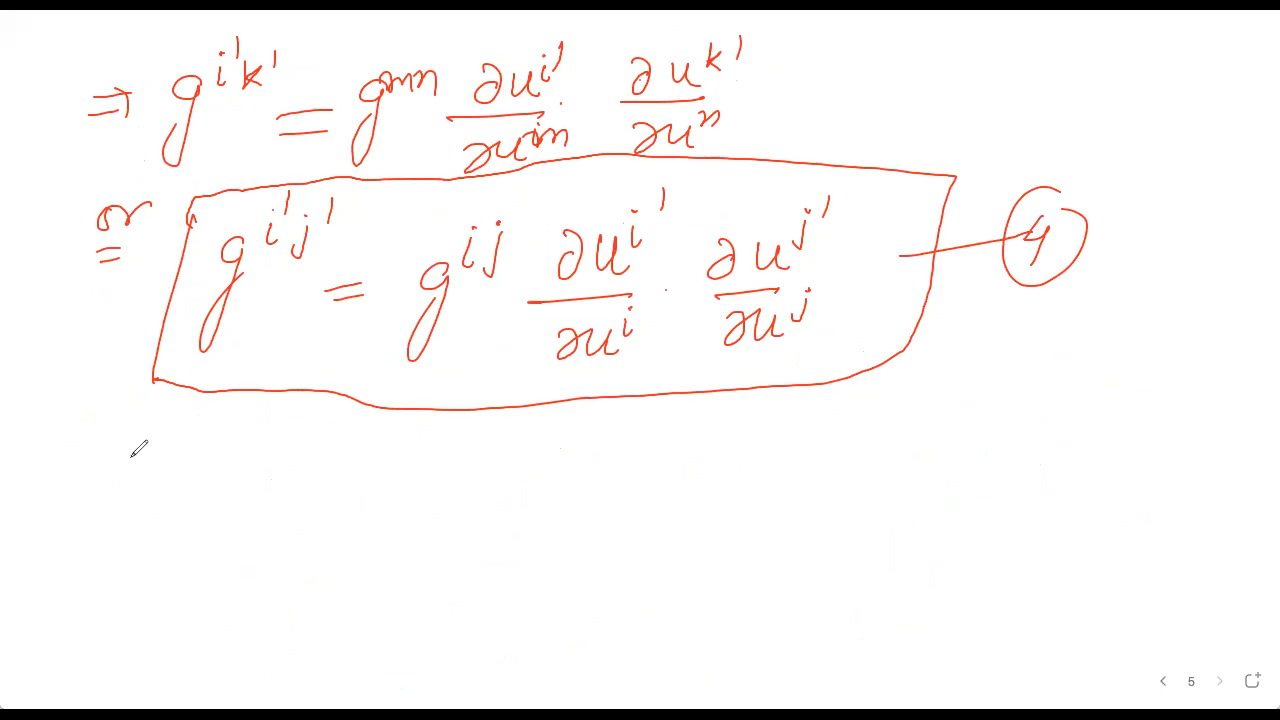 ⇒ g^{i'k'} = g^{mn} ∂u^{i'}/∂u^{m} ∂u^{k'}/∂u^{n}
or g^{i'j'} = g^{ij} ∂u^{i'}/∂u^{i} · ∂u^{j'}/∂u^{j} — 4
5